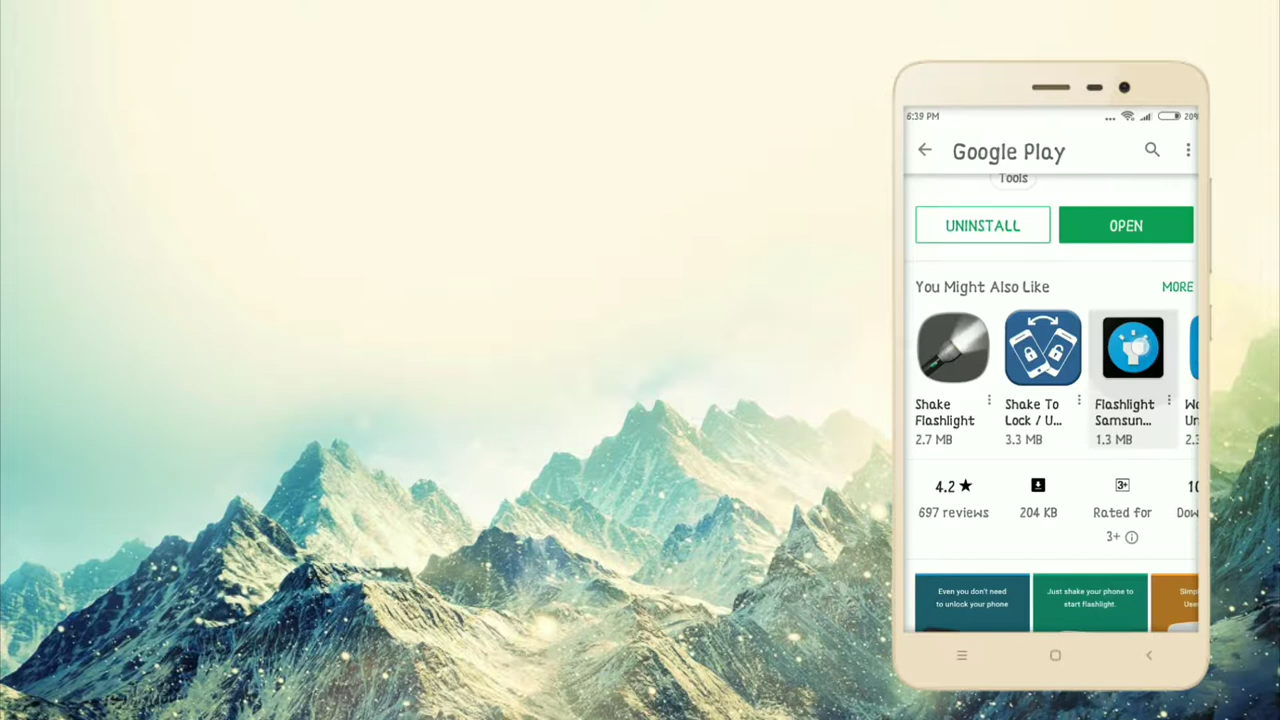 6:39 PM
20%
Google Play
Tools
UNINSTALL
OPEN
You Might Also Like
MORE
Shake
Flashlight
2.7 MB
Shake To
Lock / U...
3.3 MB
Flashlight
Samsun...
1.3 MB
4.2 ★
697 reviews
204 KB
3+
Rated for
3+
Even you don't need
to unlock your phone
Just shake your phone to
start flashlight.